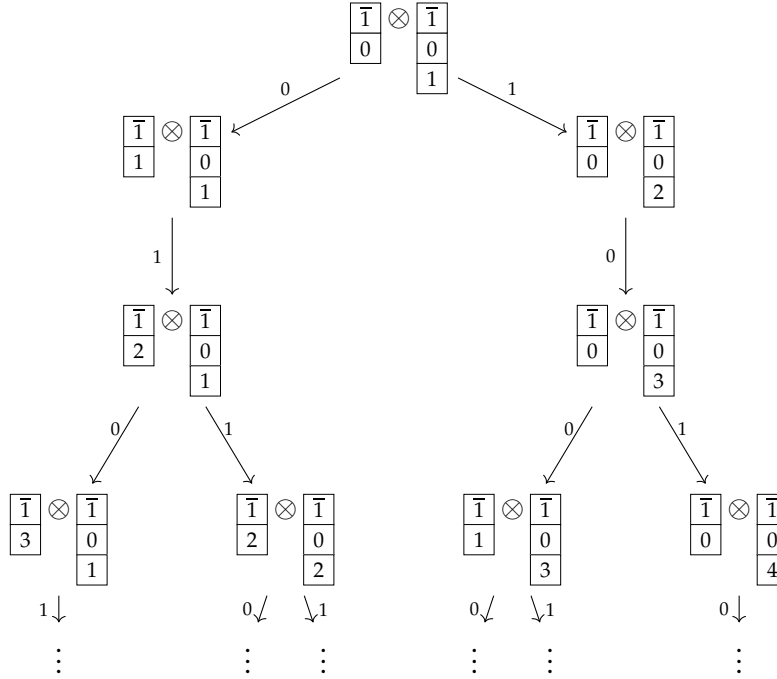 1̅ ⊗ 1̅
0 0
1
0 1
1̅ ⊗ 1̅ 1̅ ⊗ 1̅
1 0 0 0
1 2
1 0
1̅ ⊗ 1̅ 1̅ ⊗ 1̅
2 0 0 0
1 3
0 1 0 1
1̅ ⊗ 1̅ 1̅ ⊗ 1̅ 1̅ ⊗ 1̅ 1̅ ⊗ 1̅
3 0 2 0 1 0 0 0
1 2 3 4
1 0 1 0 1 0
⋮ ⋮ ⋮ ⋮ ⋮ ⋮